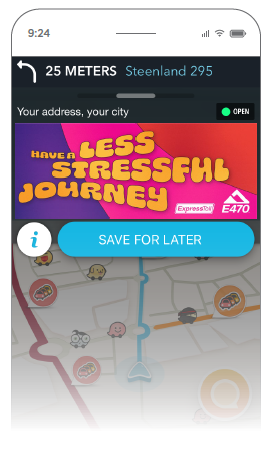 9:24
25 METERS Steenland 295
Your address, your city
OPEN
HAVE A LESS
STRESSFUL
JOURNEY
ExpressToll
E470
i SAVE FOR LATER